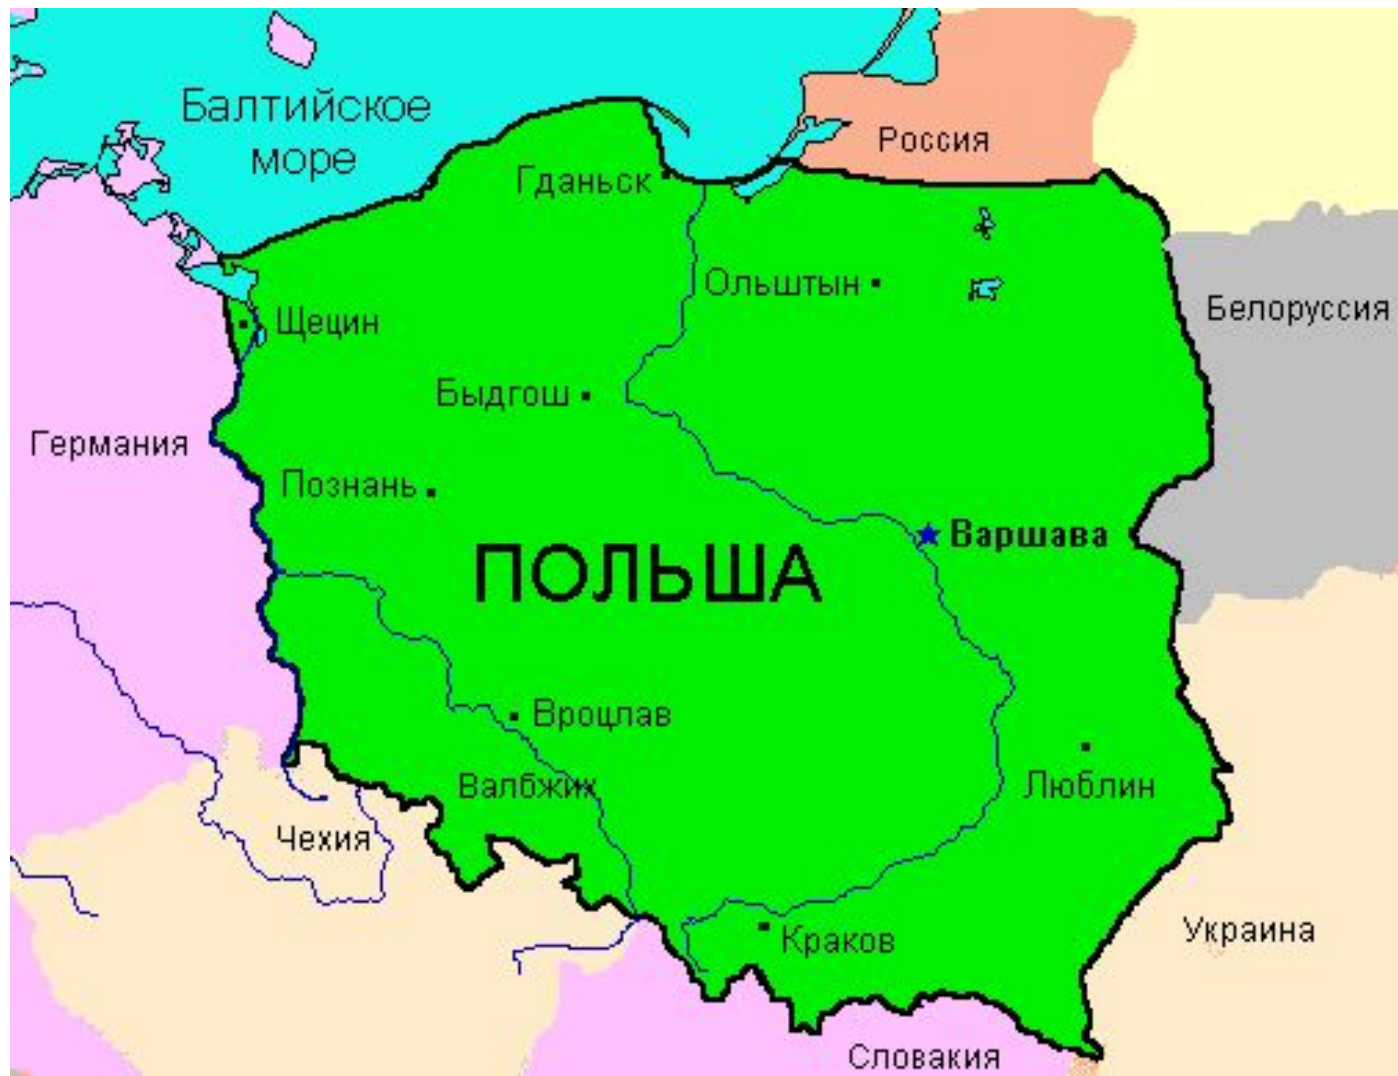 Балтийское
море
Россия
Гданьск
Ольштын
Белоруссия
Щецин
Быдгош
Германия
Познань
Варшава
ПОЛЬША
Вроцлав
Валбжих
Люблин
Чехия
Украина
Краков
Словакия